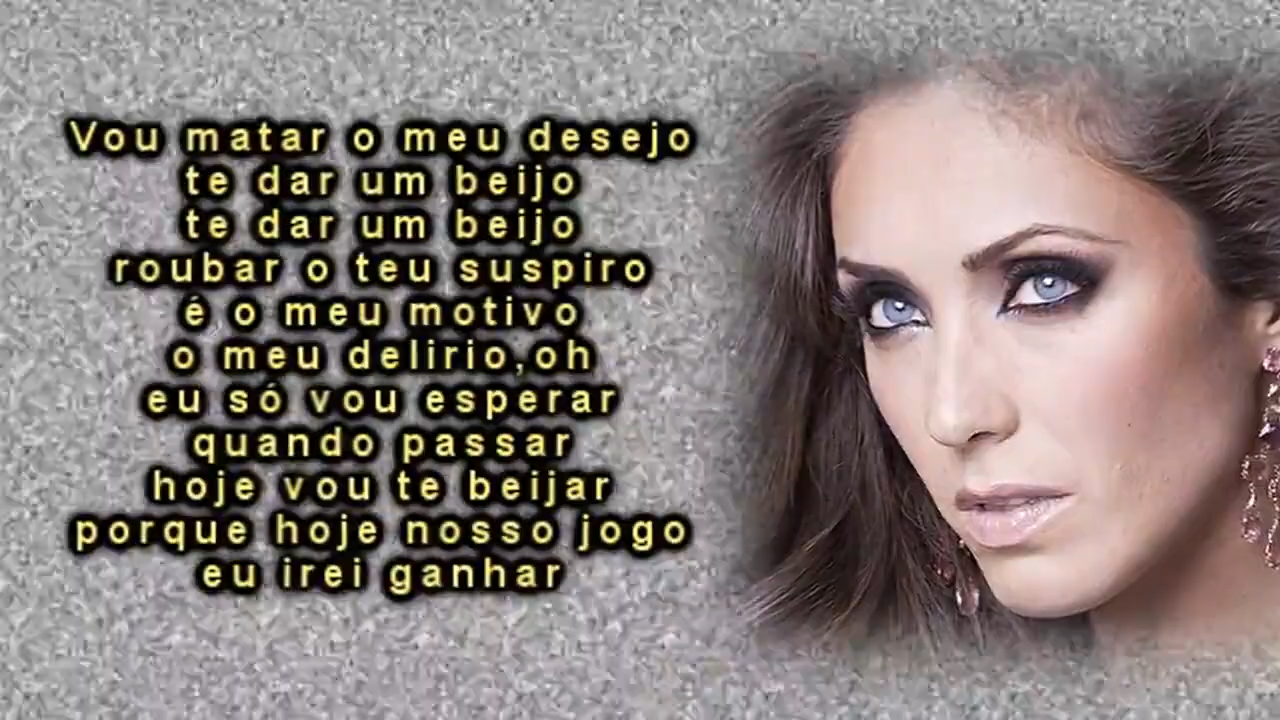 Vou matar o meu desejo
te dar um beijo
te dar um beijo
roubar o teu suspiro
é o meu motivo
o meu delirio,oh
eu só vou esperar
quando passar
hoje vou te beijar
porque hoje nosso jogo
eu irei ganhar